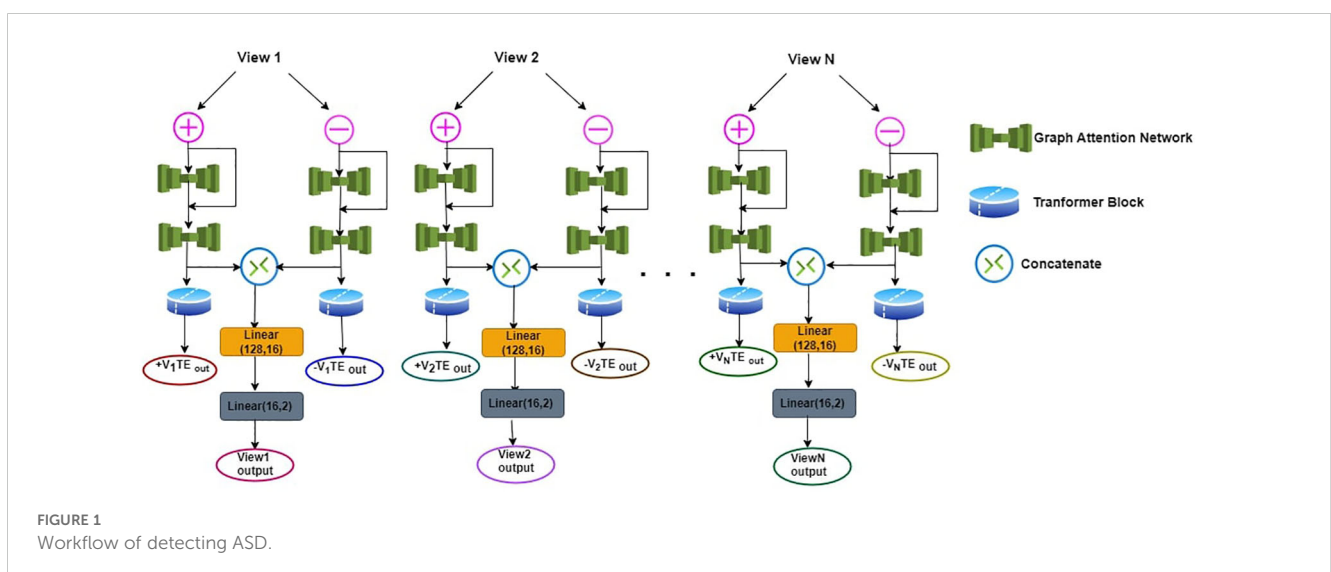 View 1
View 2
View N
Graph Attention Network
Tranformer Block
Concatenate
. . .
Linear
(128,16)
Linear
(128,16)
Linear
(128,16)
+V1TE out
-V1TE out
+V2TE out
-V2TE out
+VNTE out
-VNTE out
Linear(16,2)
Linear(16,2)
Linear(16,2)
View1
output
View2
output
ViewN
output
FIGURE 1
Workflow of detecting ASD.